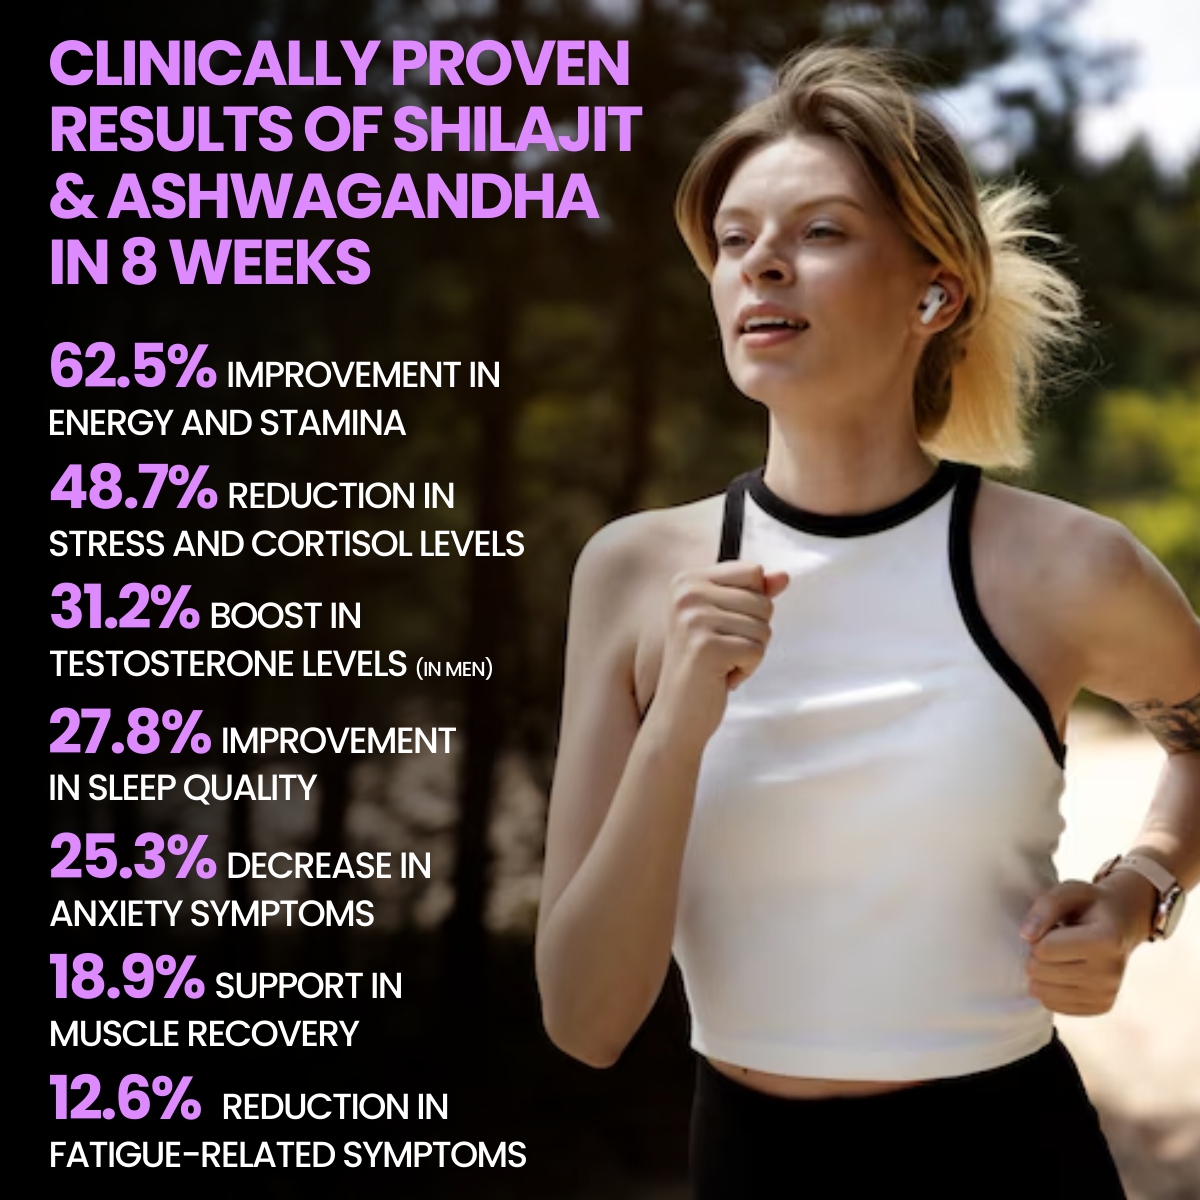 CLINICALLY PROVEN
RESULTS OF SHILAJIT
& ASHWAGANDHA
IN 8 WEEKS
62.5% IMPROVEMENT IN
ENERGY AND STAMINA
48.7% REDUCTION IN
STRESS AND CORTISOL LEVELS
31.2% BOOST IN
TESTOSTERONE LEVELS (IN MEN)
27.8% IMPROVEMENT
IN SLEEP QUALITY
25.3% DECREASE IN
ANXIETY SYMPTOMS
18.9% SUPPORT IN
MUSCLE RECOVERY
12.6% REDUCTION IN
FATIGUE-RELATED SYMPTOMS